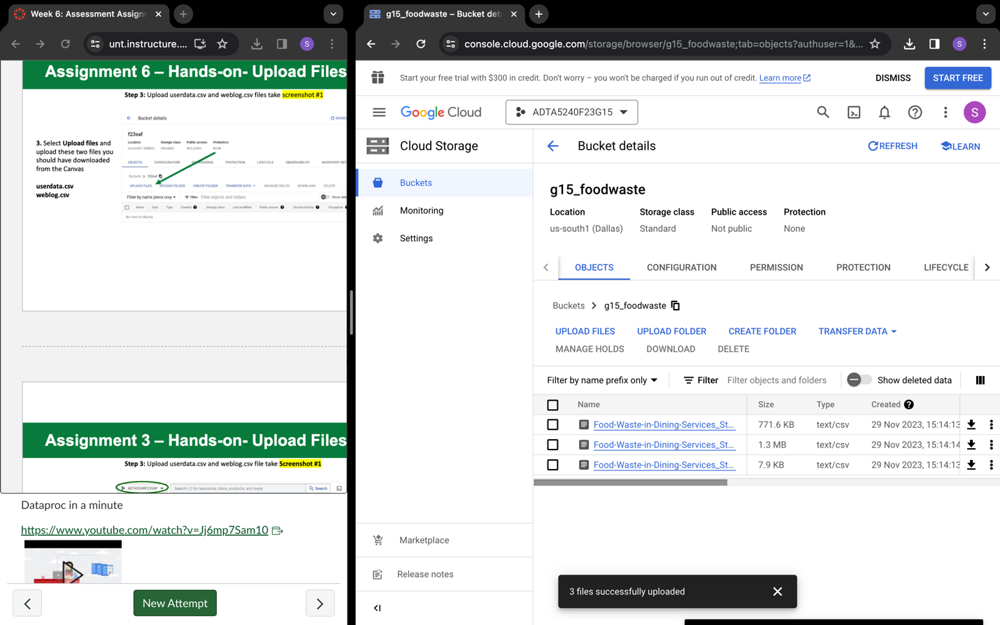 Week 6: Assessment Assign
unt.instructure....
S
Assignment 6 – Hands-on- Upload Files
Step 3: Upload userdata.csv and weblog.csv files take screenshot #1
Bucket details
f23saf
Location
Storage class
Public access
Protection
us-south1 (Dallas)
Standard
Not public
None
OBJECTS
CONFIGURATION
PROTECTION
LIFECYCLE
OBSERVABILITY
3. Select Upload files and
upload these two files you
should have downloaded
from the Canvas
userdata.csv
weblog.csv
Buckets
UPLOAD FILES
UPLOAD FOLDER
CREATE FOLDER
TRANSFER DATA
MANAGE HOLDS
DOWNLOAD
DELETE
Filter by name prefix only
Filter
Filter objects and folders
Name
Size
Type
Created
Storage class
Last modified
Public access
Version history
Encryption
No rows to display
Assignment 3 – Hands-on- Upload Files
Step 3: Upload userdata.csv and weblog.csv file take Screenshot #1
ADTA5240F23SAF
Search (/) for resources, docs, products, and more
Search
Dataproc in a minute
https://www.youtube.com/watch?v=Jj6mp7Sam10
New Attempt
g15_foodwaste – Bucket det
console.cloud.google.com/storage/browser/g15_foodwaste;tab=objects?authuser=1&...
S
Start your free trial with $300 in credit. Don't worry – you won't be charged if you run out of credit. Learn more
DISMISS
START FREE
Google Cloud
ADTA5240F23G15
S
Cloud Storage
Buckets
Monitoring
Settings
Marketplace
Release notes
Bucket details
REFRESH
LEARN
g15_foodwaste
Location
Storage class
Public access
Protection
us-south1 (Dallas)
Standard
Not public
None
OBJECTS
CONFIGURATION
PERMISSION
PROTECTION
LIFECYCLE
Buckets
g15_foodwaste
UPLOAD FILES
UPLOAD FOLDER
CREATE FOLDER
TRANSFER DATA
MANAGE HOLDS
DOWNLOAD
DELETE
Filter by name prefix only
Filter
Filter objects and folders
Show deleted data
Name
Size
Type
Created
Food-Waste-in-Dining-Services_St...
771.6 KB
text/csv
29 Nov 2023, 15:14:13
Food-Waste-in-Dining-Services_St...
1.3 MB
text/csv
29 Nov 2023, 15:14:14
Food-Waste-in-Dining-Services_St...
7.9 KB
text/csv
29 Nov 2023, 15:14:13
3 files successfully uploaded